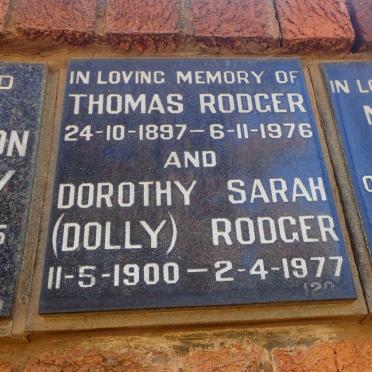 IN LOVING MEMORY OF
THOMAS RODGER
24-10-1897-6-11-1976
AND
DOROTHY SARAH
(DOLLY) RODGER
11-5-1900-2-4-1977
120